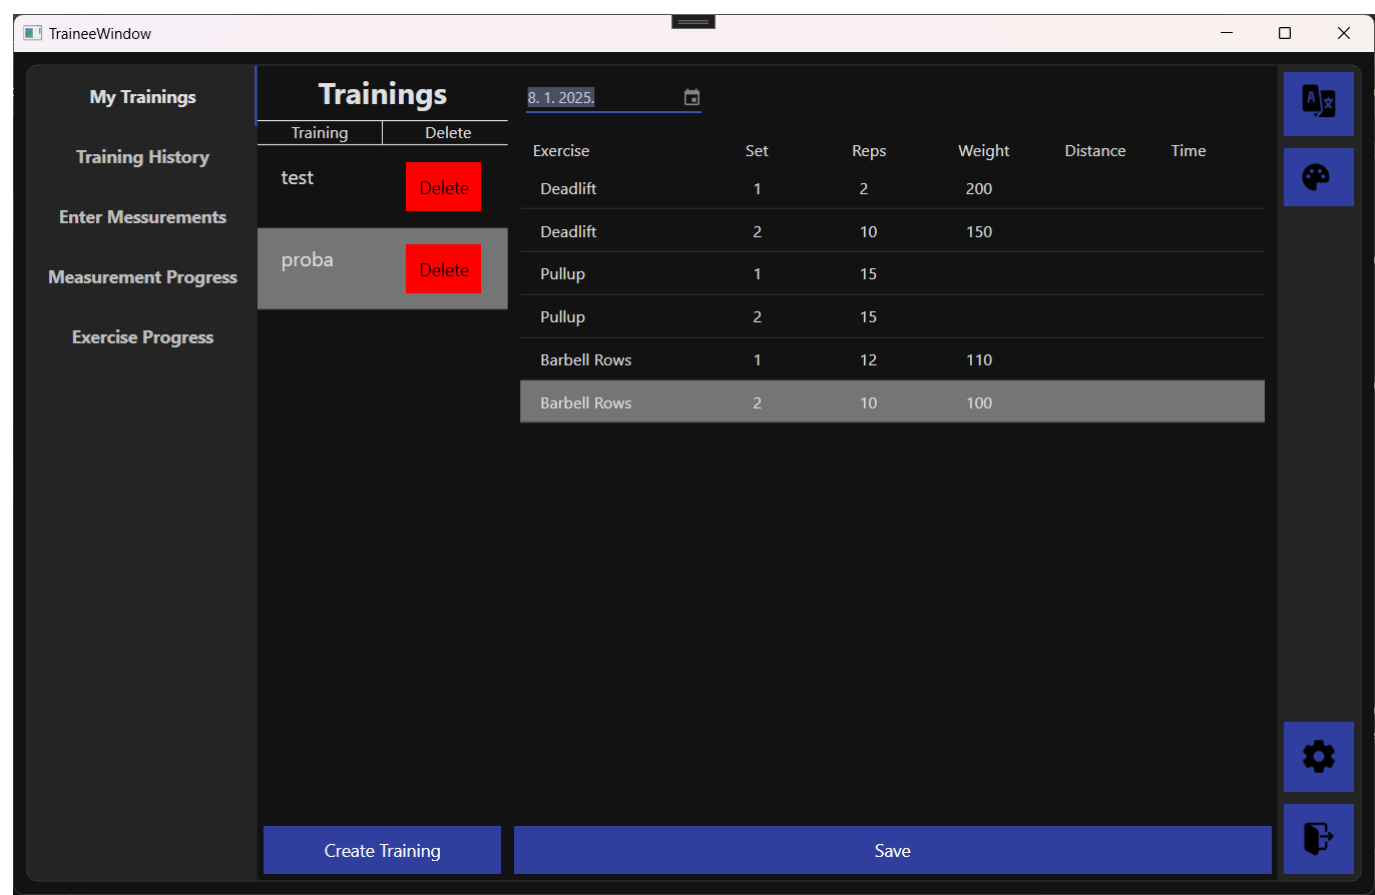 TraineeWindow
My Trainings
Training History
Enter Messurements
Measurement Progress
Exercise Progress
Trainings
Training Delete
test Delete
proba Delete
Create Training
8. 1. 2025.
Exercise Set Reps Weight Distance Time
Deadlift 1 2 200
Deadlift 2 10 150
Pullup 1 15
Pullup 2 15
Barbell Rows 1 12 110
Barbell Rows 2 10 100
Save
A